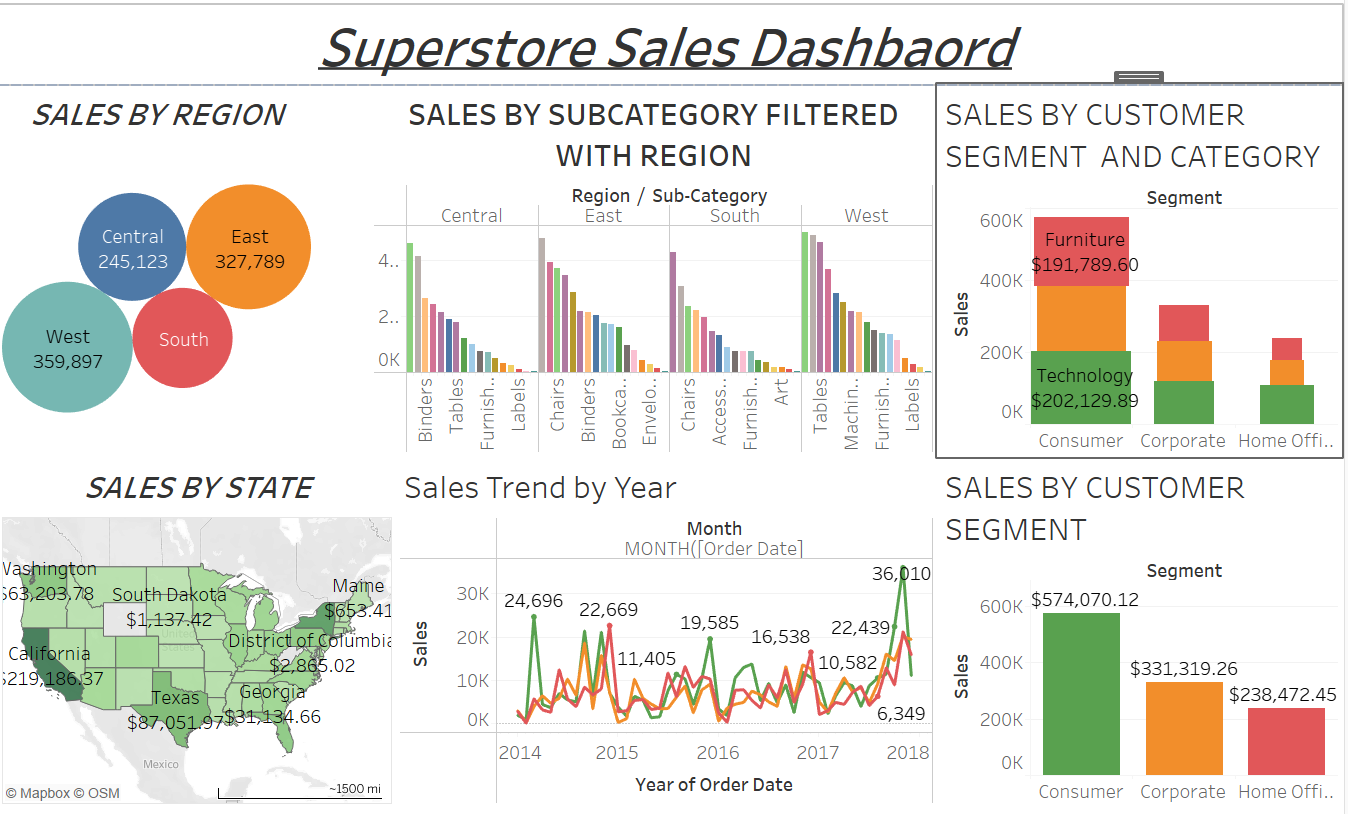 Superstore Sales Dashbaord
SALES BY REGION
Central
245,123
East
327,789
West
359,897
South
SALES BY SUBCATEGORY FILTERED
WITH REGION
Region / Sub-Category
Central
East
South
West
4..
2..
0K
Binders
Tables
Furnish..
Labels
Chairs
Binders
Bookca..
Envelo..
Chairs
Access..
Furnish..
Art
Tables
Machin..
Furnish..
Labels
SALES BY CUSTOMER
SEGMENT AND CATEGORY
Segment
Sales
600K
400K
200K
0K
Furniture
$191,789.60
Technology
$202,129.89
Consumer
Corporate
Home Offi..
SALES BY STATE
Washington
$63,203.78
South Dakota
$1,137.42
Maine
$653.41
United
States
District of Columbia
$2,865.02
California
$219,186.37
Texas
$87,051.97
Georgia
$31,134.66
Mexico
© Mapbox © OSM
~1500 mi
Sales Trend by Year
Month
MONTH([Order Date]
Sales
30K
20K
10K
0K
24,696
22,669
11,405
19,585
16,538
10,582
22,439
36,010
6,349
2014
2015
2016
2017
2018
Year of Order Date
SALES BY CUSTOMER
SEGMENT
Segment
Sales
600K
400K
200K
0K
$574,070.12
$331,319.26
$238,472.45
Consumer
Corporate
Home Offi..